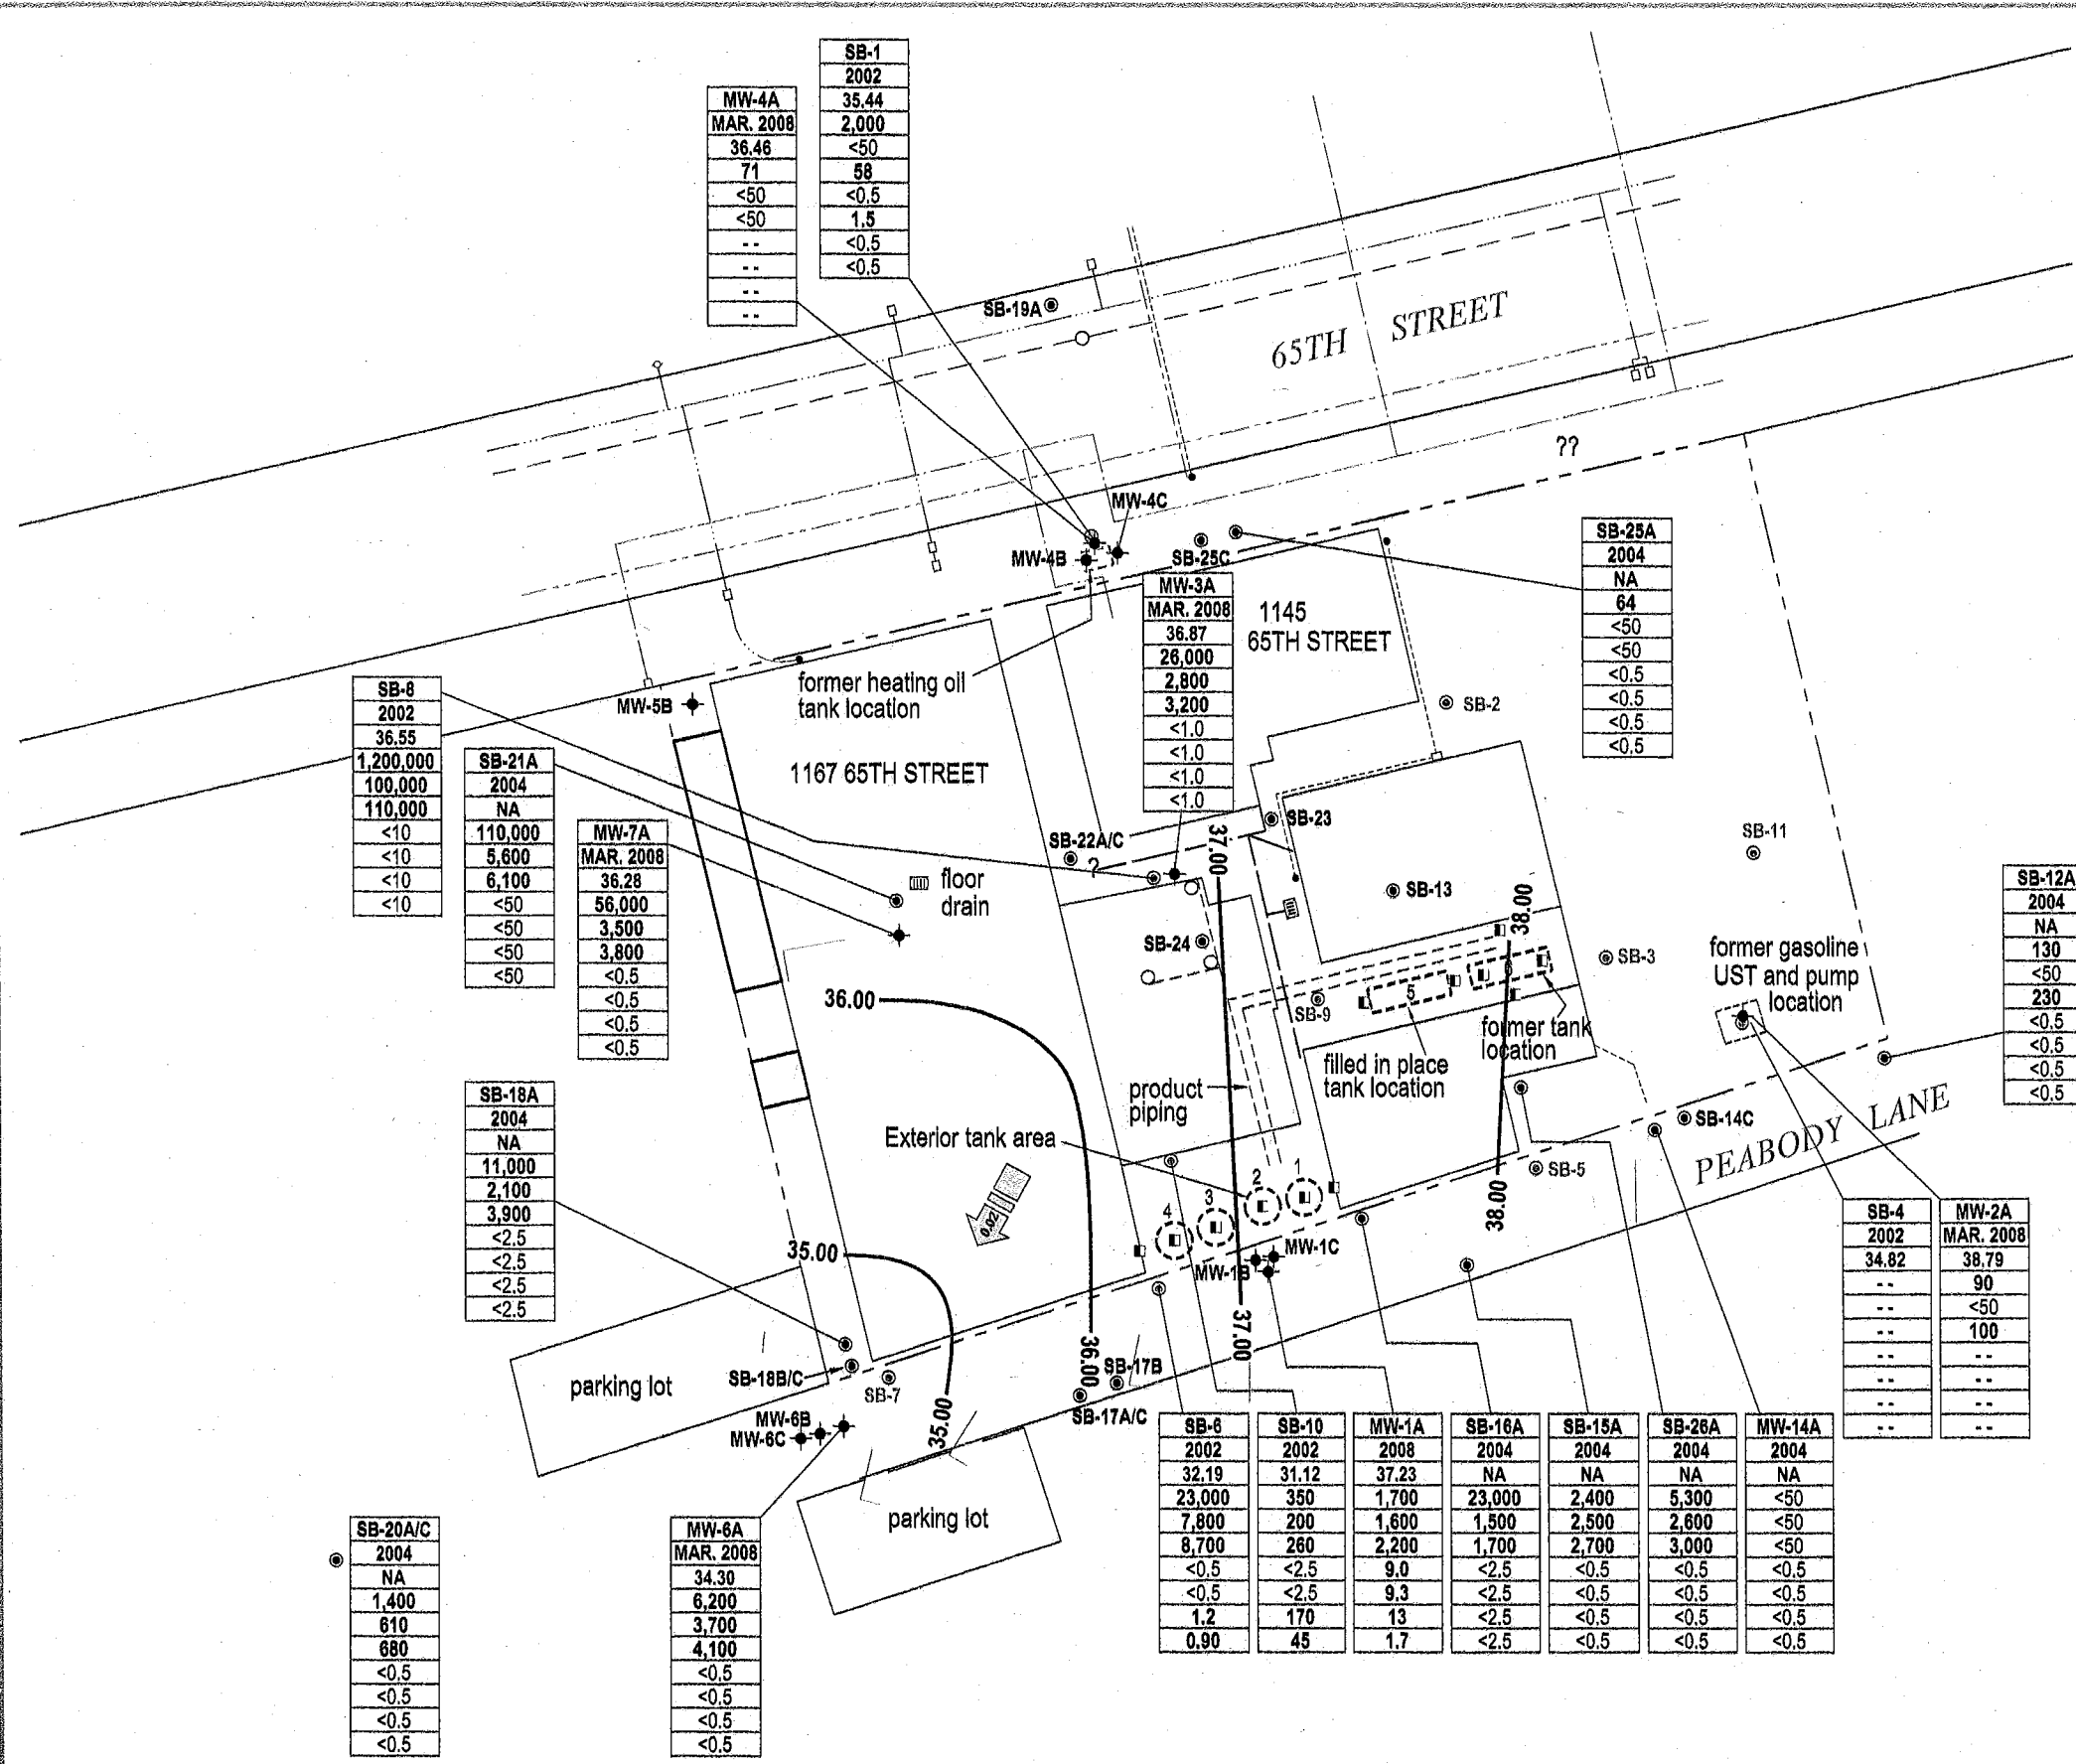 SB-1
2002
35.44
2,000
<50
58
<0.5
1.5
<0.5
<0.5
MW-4A
MAR. 2008
36.46
71
<50
<50
--
--
--
--
SB-19A
65TH STREET
??
MW-4C
MW-4B
SB-25C
SB-25A
2004
NA
64
<50
<50
<0.5
<0.5
<0.5
<0.5
MW-3A
MAR. 2008
36.87
26,000
2,800
3,200
<1.0
<1.0
<1.0
<1.0
1145
65TH STREET
former heating oil
tank location
MW-5B
SB-2
SB-8
2002
36.55
1,200,000
100,000
110,000
<10
<10
<10
<10
SB-21A
2004
NA
110,000
5,600
6,100
<50
<50
<50
<50
MW-7A
MAR. 2008
36.28
56,000
3,500
3,800
<0.5
<0.5
<0.5
<0.5
1167 65TH STREET
SB-22A/C
?
37.00
SB-23
SB-11
floor
drain
SB-13
38.00
SB-12A
2004
NA
130
<50
230
<0.5
<0.5
<0.5
<0.5
SB-24
SB-3
former gasoline
UST and pump
location
36.00
SB-9
5
former tank
location
filled in place
tank location
product
piping
SB-18A
2004
NA
11,000
2,100
3,900
<2.5
<2.5
<2.5
<2.5
Exterior tank area
SB-14C
PEABODY LANE
SB-5
1
2
3
4
38.00
0.02
35.00
MW-1C
MW-1B
SB-4
2002
34.82
--
--
--
--
--
--
--
MW-2A
MAR. 2008
38.79
90
<50
100
--
--
--
--
37.00
36.00
SB-17B
SB-17A/C
parking lot
SB-18B/C
SB-7
35.00
MW-6B
MW-6C
parking lot
SB-6
2002
32.19
23,000
7,800
8,700
<0.5
<0.5
1.2
0.90
SB-10
2002
31.12
350
200
260
<2.5
<2.5
170
45
MW-1A
2008
37.23
1,700
1,600
2,200
9.0
9.3
13
1.7
SB-16A
2004
NA
23,000
1,500
1,700
<2.5
<2.5
<2.5
<2.5
SB-15A
2004
NA
2,400
2,500
2,700
<0.5
<0.5
<0.5
<0.5
SB-26A
2004
NA
5,300
2,600
3,000
<0.5
<0.5
<0.5
<0.5
MW-14A
2004
NA
<50
<50
<50
<0.5
<0.5
<0.5
<0.5
SB-20A/C
2004
NA
1,400
610
680
<0.5
<0.5
<0.5
<0.5
MW-6A
MAR. 2008
34.30
6,200
3,700
4,100
<0.5
<0.5
<0.5
<0.5